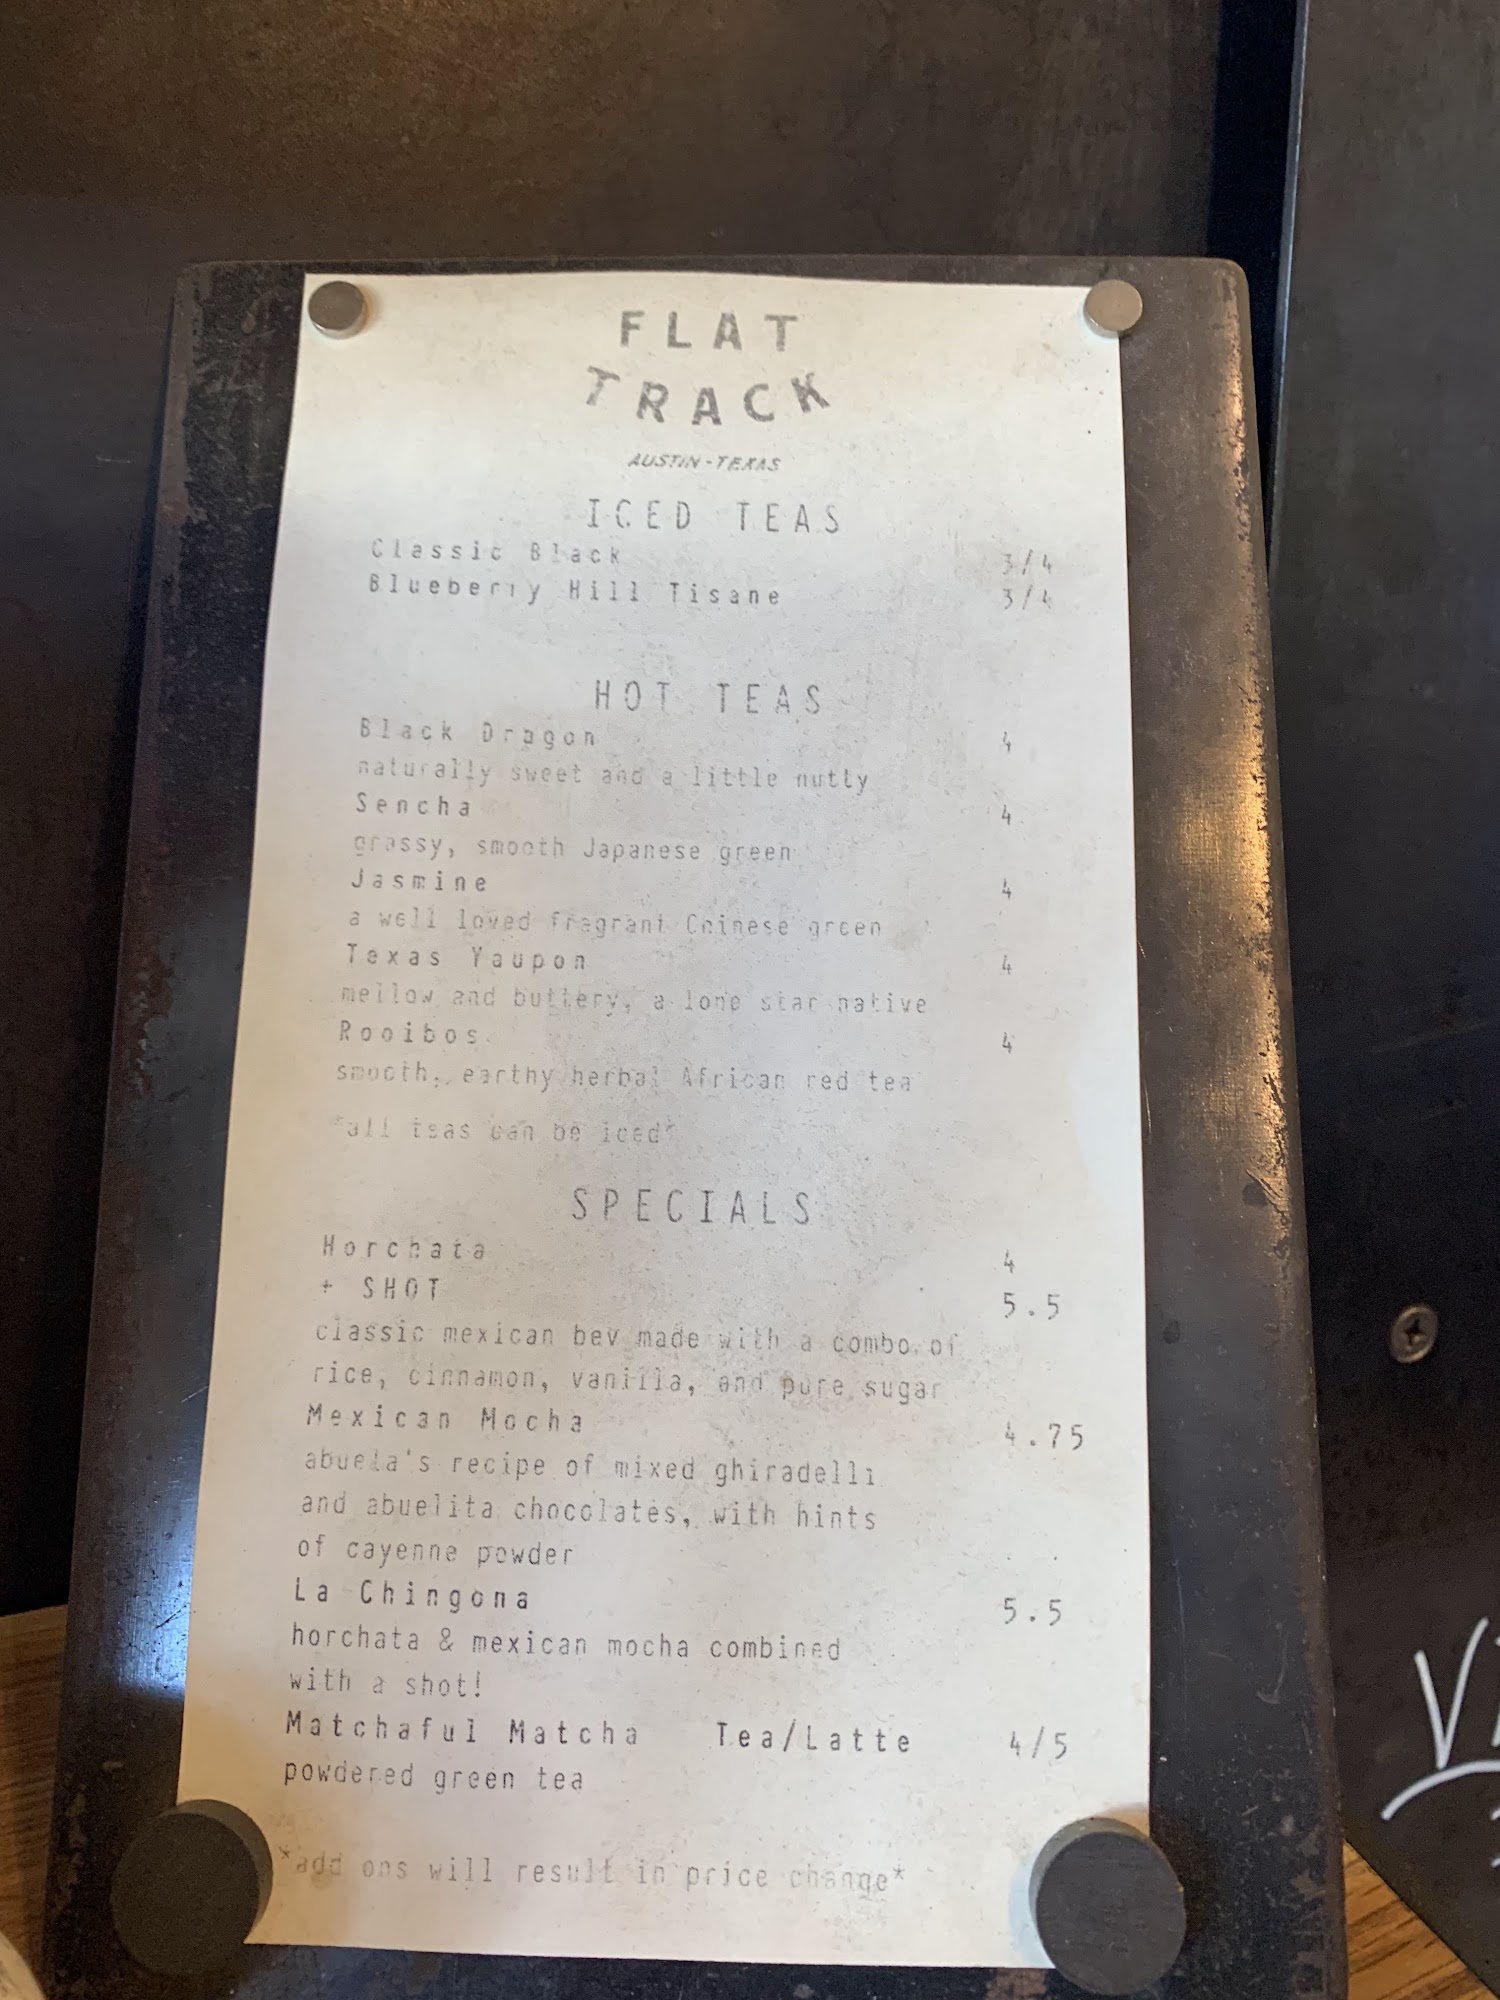 FLAT
TRACK
AUSTIN-TEXAS
ICED TEAS
Classic Black 3/4
Blueberry Hill Tisane 3/4
HOT TEAS
Black Dragon 4
naturally sweet and a little nutty
Sencha 4
grassy, smooth Japanese green
Jasmine 4
a well loved fragrant Chinese green
Texas Yaupon 4
mellow and buttery, a lone star native
Rooibos 4
smooth, earthy herbal African red tea
*all teas can be iced*
SPECIALS
Horchata 4
+ SHOT 5.5
classic mexican bev made with a combo of
rice, cinnamon, vanilla, and pure sugar
Mexican Mocha 4.75
abuela's recipe of mixed ghiradelli
and abuelita chocolates, with hints
of cayenne powder
La Chingona 5.5
horchata & mexican mocha combined
with a shot!
Matchaful Matcha Tea/Latte 4/5
powdered green tea
*add ons will result in price change*